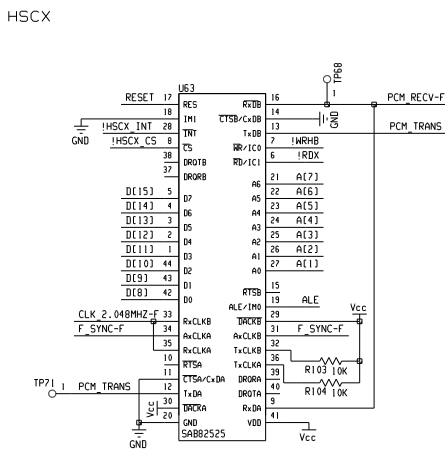 HSCX
U63
TP68
1
RESET 17 RES RxDB 16 PCM_RECV-F
18 IM1 CTSB/CxDB 14 GND
!HSCX_INT 28 INT TxDB 13 PCM_TRANS
GND
!HSCX_CS 8 CS WR/IC0 7 !WRHB
38 DRQTB RD/IC1 6 !RDX
37 DRQRB
A6 21 A[7]
D[15] 5 D7 A5 22 A[6]
D[14] 4 D6 A4 23 A[5]
D[13] 3 D5 A3 24 A[4]
D[12] 2 D4 A2 25 A[3]
D[11] 1 D3 A1 26 A[2]
D[10] 44 D2 A0 27 A[1]
D[9] 43 D1
D[8] 42 D0 RTSB 15
ALE/IM0 19 ALE
Vcc
CLK_2.048MHZ-F 33 RxCLKB DACKB 29
F_SYNC-F 34 AxCLKA AxCLKB 31 F_SYNC-F
35 RxCLKA TxCLKB 32
10 RTSA TxCLKA 36 R103 10K
11 CTSA/CxDA DRQRA 39
TP71 1 PCM_TRANS 12 TxDA DRQTA 40 R104 10K
Vcc 30 DACKA RxDA 9
20 GND VDD 41
SAB82525
GND
Vcc